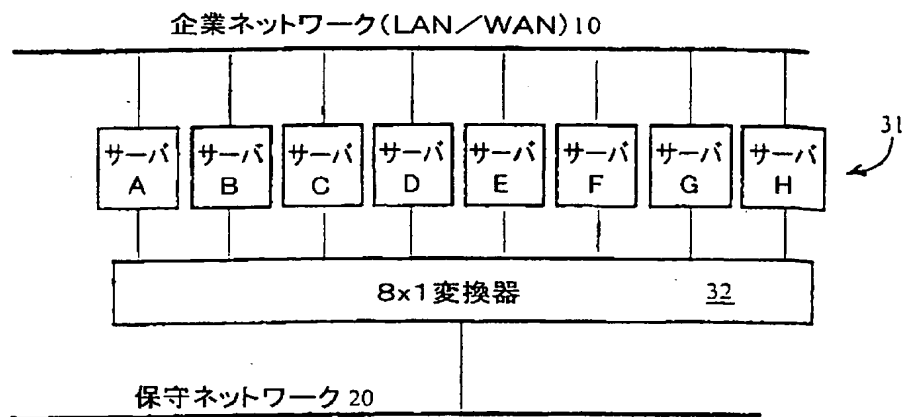 企業ネットワーク(LAN／WAN)10
31
サーバ A
サーバ B
サーバ C
サーバ D
サーバ E
サーバ F
サーバ G
サーバ H
8x1変換器 32
保守ネットワーク 20